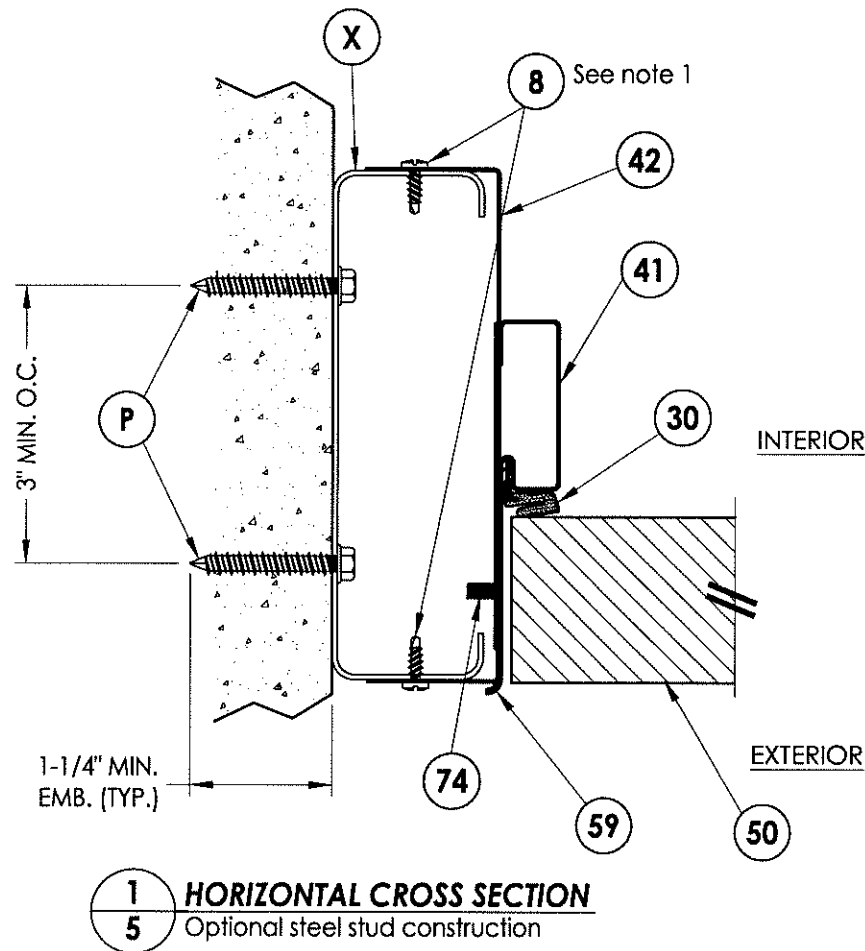 X
8 See note 1
42
41
3" MIN. O.C.
P
30
INTERIOR
1-1/4" MIN.
EMB. (TYP.)
74
EXTERIOR
59
50
1 HORIZONTAL CROSS SECTION
5 Optional steel stud construction